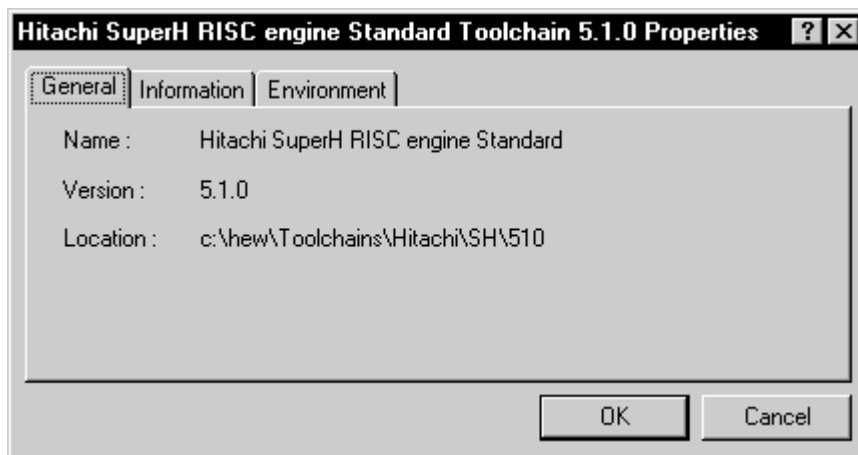 Hitachi SuperH RISC engine Standard Toolchain 5.1.0 Properties ? ×
General Information Environment
Name : Hitachi SuperH RISC engine Standard
Version : 5.1.0
Location : c:\hew\Toolchains\Hitachi\SH\510
OK Cancel